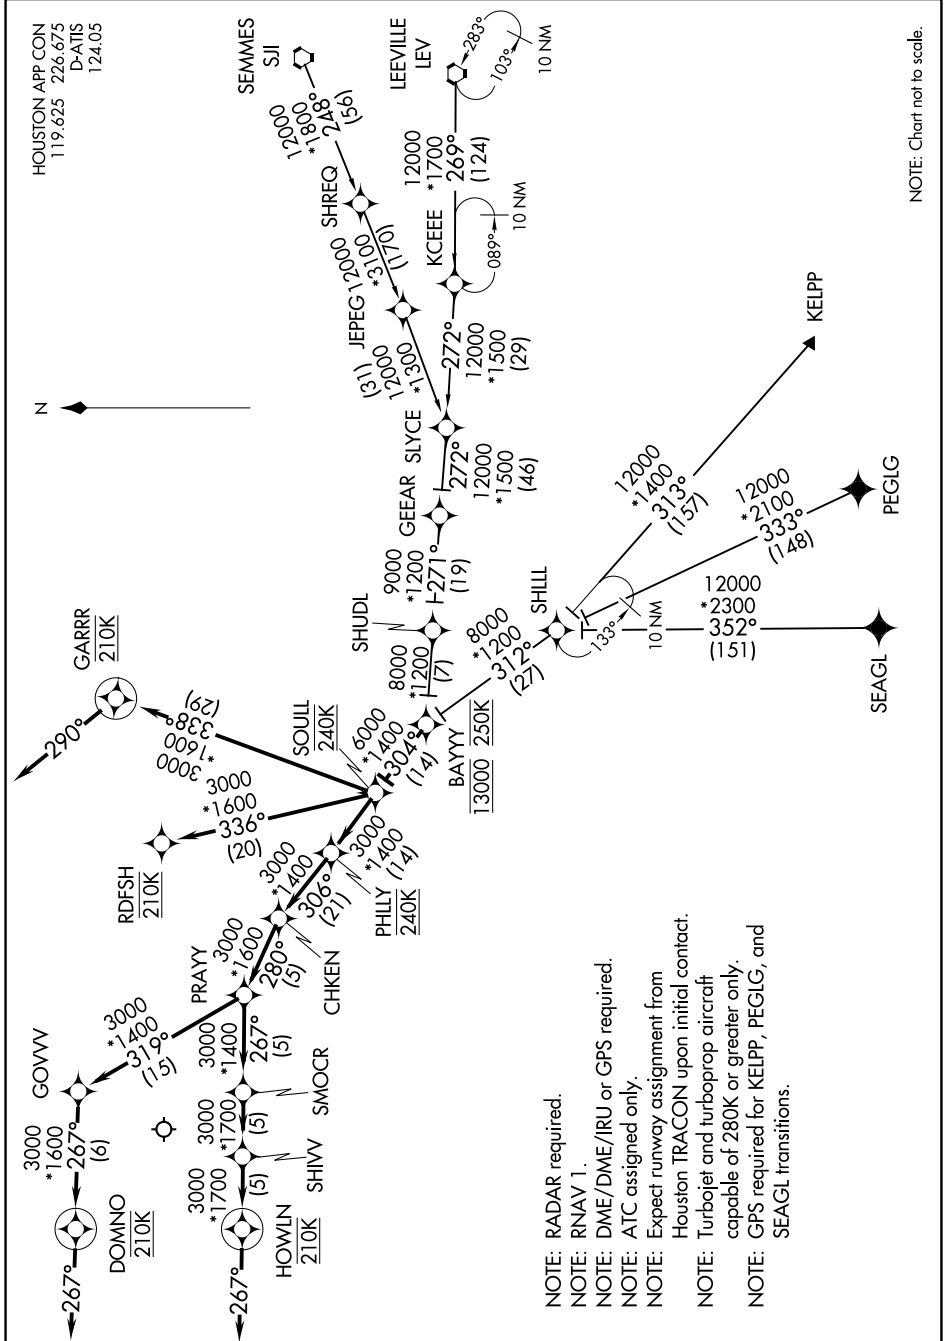 HOUSTON APP CON
119.625 226.675
D-ATIS
124.05
SEMMES
SJI
12000
*1800
248°
(56)
LEEVILLE
LEV
283°
103°
10 NM
12000
*1700
269°
(124)
SHREQ
12000
*3100
(170)
KCEEE
089°
10 NM
JEPEG
(31)
12000
*1300
272°
12000
*1500
(29)
N
SLYCE
272°
12000
*1500
(46)
GEEAR
9000
*1200
271°
(19)
SHUDL
8000
*1200
(7)
KELPP
12000
*1400
313°
(157)
PEGLG
12000
*2100
333°
(148)
SEAGL
12000
*2300
352°
(151)
SHLLL
133°
10 NM
8000
*1200
312°
(27)
BAYYY
13000 250K
6000
*1400
304°
(14)
SOULL
240K
GARRR
210K
290°
3000
*1600
338°
(29)
3000
*1600
336°
(20)
RDFSH
210K
3000
*1400
(14)
PHLLY
240K
3000
*1400
306°
(21)
CHKEN
3000
*1600
280°
(5)
PRAYY
3000
*1400
319°
(15)
GOVVV
3000
*1600
267°
(6)
DOMNO
210K
267°
3000
*1400
267°
(5)
SMOCR
3000
*1700
(5)
SHIVV
3000
*1700
(5)
HOWLN
210K
267°
NOTE: RADAR required.
NOTE: RNAV 1.
NOTE: DME/DME/IRU or GPS required.
NOTE: ATC assigned only.
NOTE: Expect runway assignment from
Houston TRACON upon initial contact.
NOTE: Turbojet and turboprop aircraft
capable of 280K or greater only.
NOTE: GPS required for KELPP, PEGLG, and
SEAGL transitions.
NOTE: Chart not to scale.